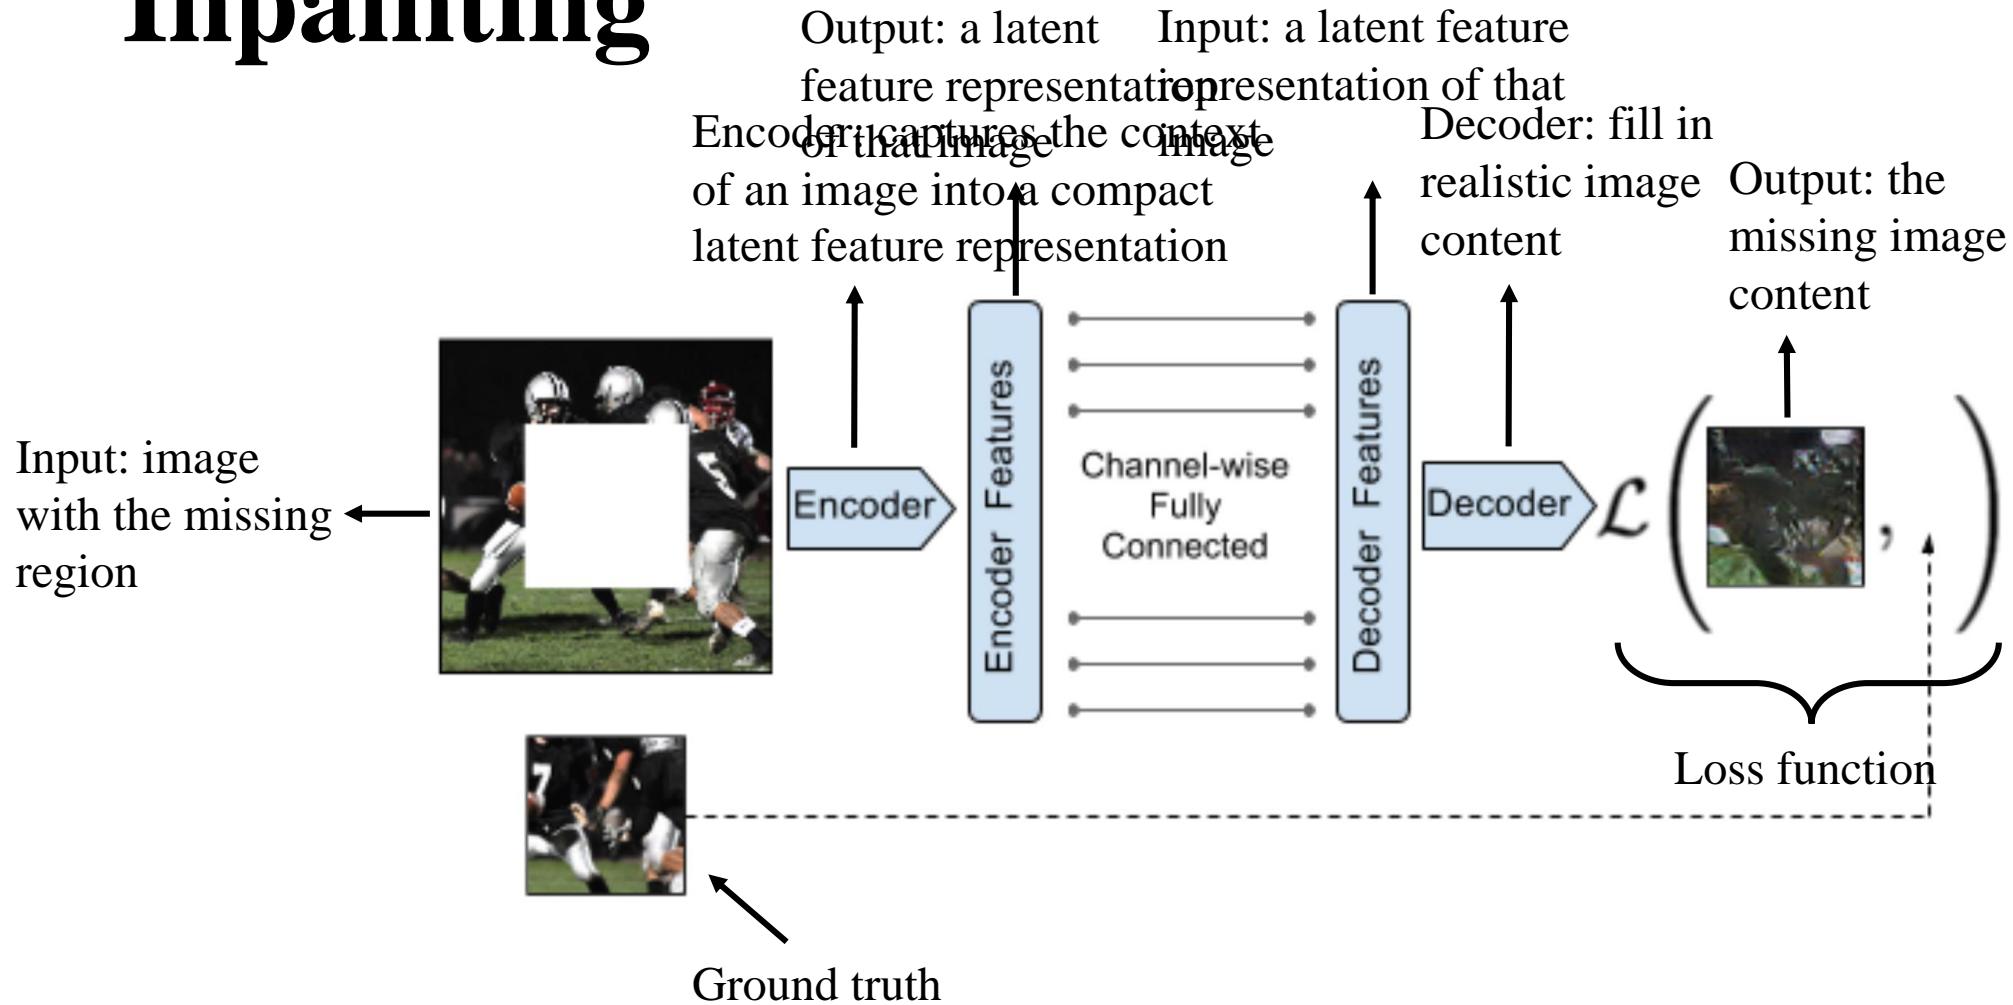 Inpainting
Output: a latent
feature representation
of that image
Input: a latent feature
representation of that
image
Encoder: captures the context
of an image into a compact
latent feature representation
Decoder: fill in
realistic image
content
Output: the
missing image
content
Input: image
with the missing
region
Encoder
Encoder Features
Channel-wise
Fully
Connected
Decoder Features
Decoder
ℒ ( , )
5
7
Loss function
Ground truth